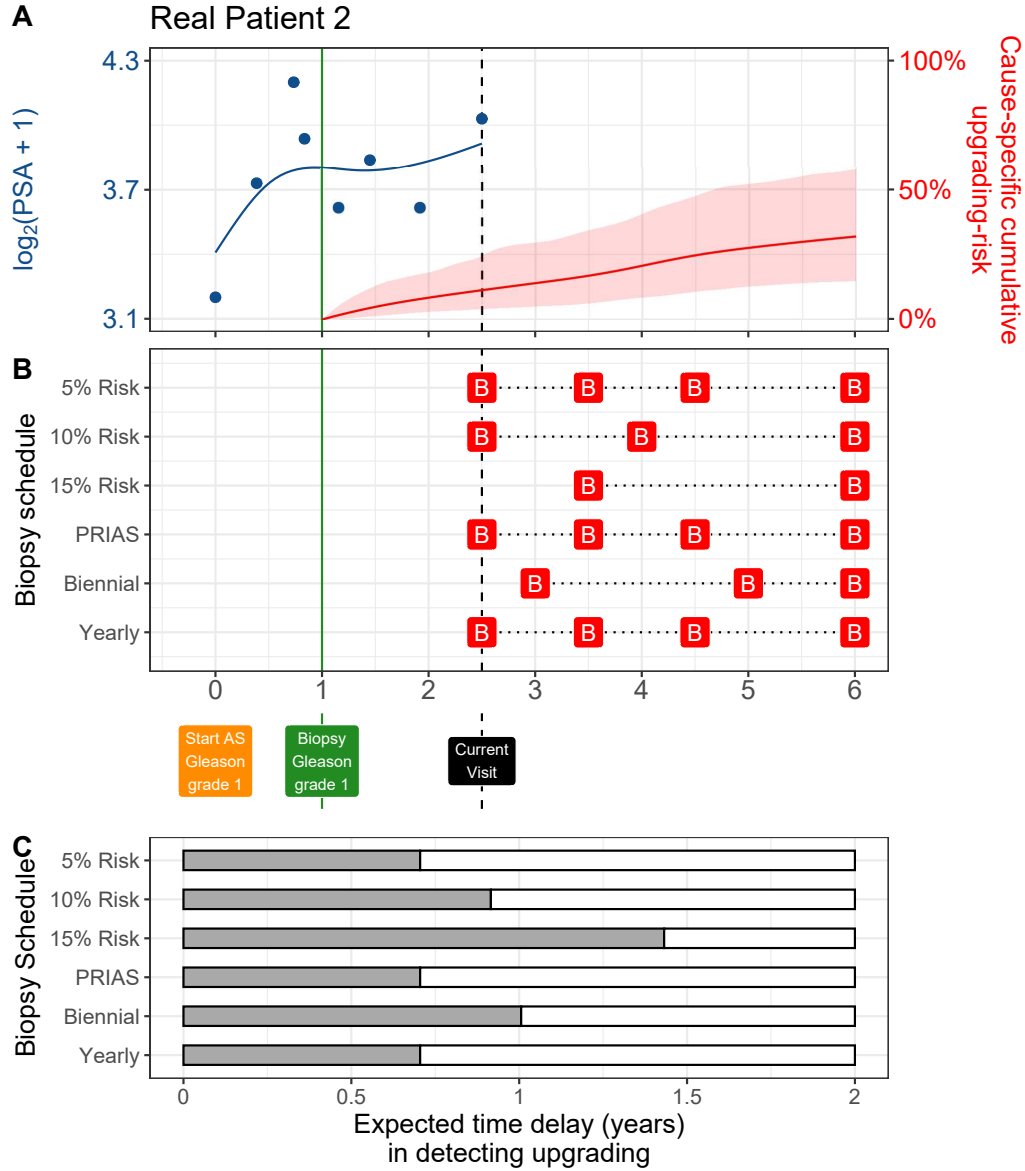 A
Real Patient 2
4.3
3.7
3.1
log2(PSA + 1)
100%
50%
0%
Cause-specific cumulative
upgrading-risk
B
Biopsy schedule
5% Risk B B B B
10% Risk B B B
15% Risk B B
PRIAS B B B B
Biennial B B B
Yearly B B B B
0 1 2 3 4 5 6
Start AS
Gleason
grade 1
Biopsy
Gleason
grade 1
Current
Visit
C
Biopsy Schedule
5% Risk
10% Risk
15% Risk
PRIAS
Biennial
Yearly
0 0.5 1 1.5 2
Expected time delay (years)
in detecting upgrading